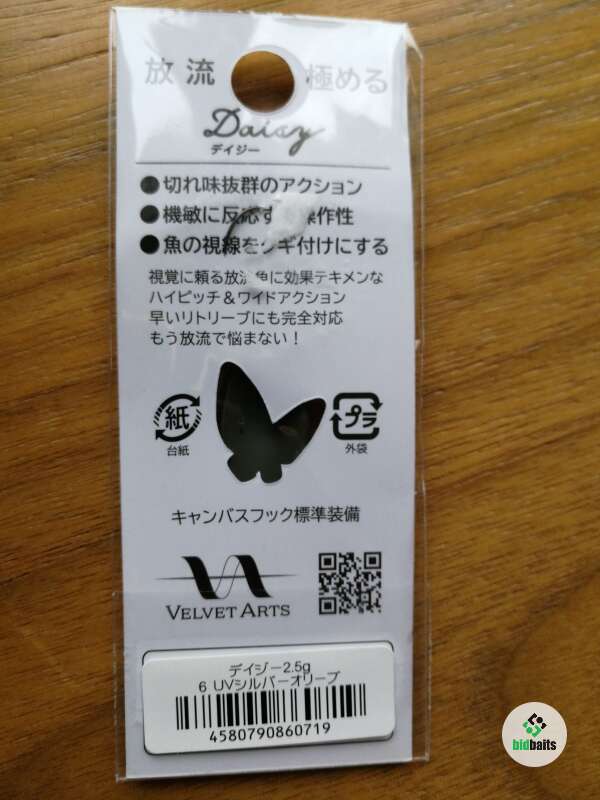 放流 極める
Daisy
デイジー
●切れ味抜群のアクション
●機敏に反応す 操作性
●魚の視線をクギ付けにする
視覚に頼る放流魚に効果テキメンな
ハイピッチ＆ワイドアクション
早いリトリーブにも完全対応
もう放流で悩まない！
紙
台紙
プラ
外袋
キャンバスフック標準装備
VELVET ARTS
デイジー2.5g
6 UVシルバーオリーブ
4580790860719
bidbaits